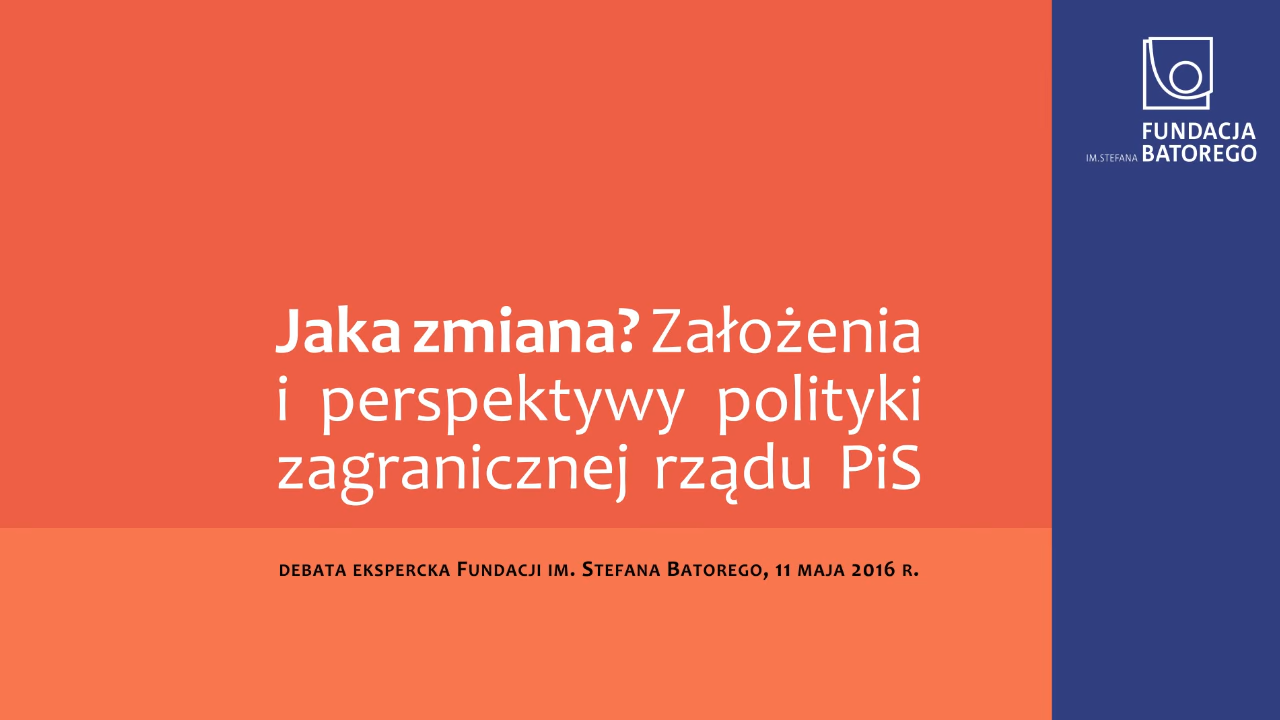 FUNDACJA
IM.STEFANA BATOREGO
Jaka zmiana? Założenia
i perspektywy polityki
zagranicznej rządu PiS
DEBATA EKSPERCKA FUNDACJI IM. STEFANA BATOREGO, 11 MAJA 2016 R.